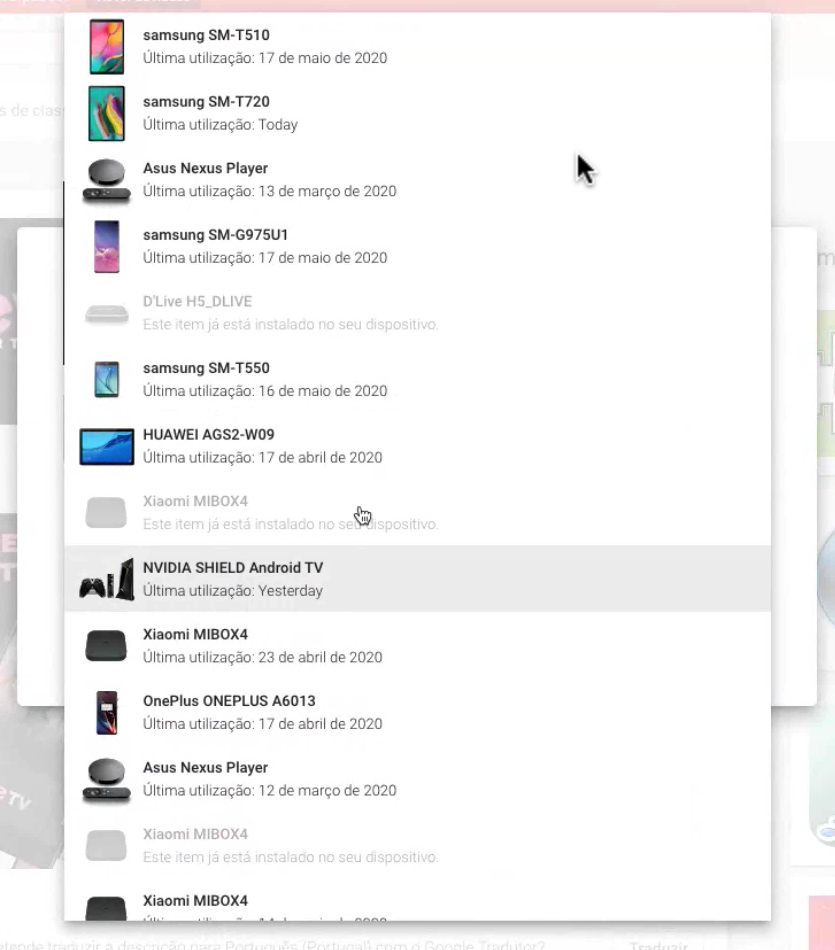 samsung SM-T510
Última utilização: 17 de maio de 2020
samsung SM-T720
Última utilização: Today
Asus Nexus Player
Última utilização: 13 de março de 2020
samsung SM-G975U1
Última utilização: 17 de maio de 2020
D'Live H5_DLIVE
Este item já está instalado no seu dispositivo.
samsung SM-T550
Última utilização: 16 de maio de 2020
HUAWEI AGS2-W09
Última utilização: 17 de abril de 2020
Xiaomi MIBOX4
Este item já está instalado no seu dispositivo.
NVIDIA SHIELD Android TV
Última utilização: Yesterday
Xiaomi MIBOX4
Última utilização: 23 de abril de 2020
OnePlus ONEPLUS A6013
Última utilização: 17 de abril de 2020
Asus Nexus Player
Última utilização: 12 de março de 2020
Xiaomi MIBOX4
Este item já está instalado no seu dispositivo.
Xiaomi MIBOX4
traduzir a descrição para Português (Portugal) com o Google Tradutor? Traduzir